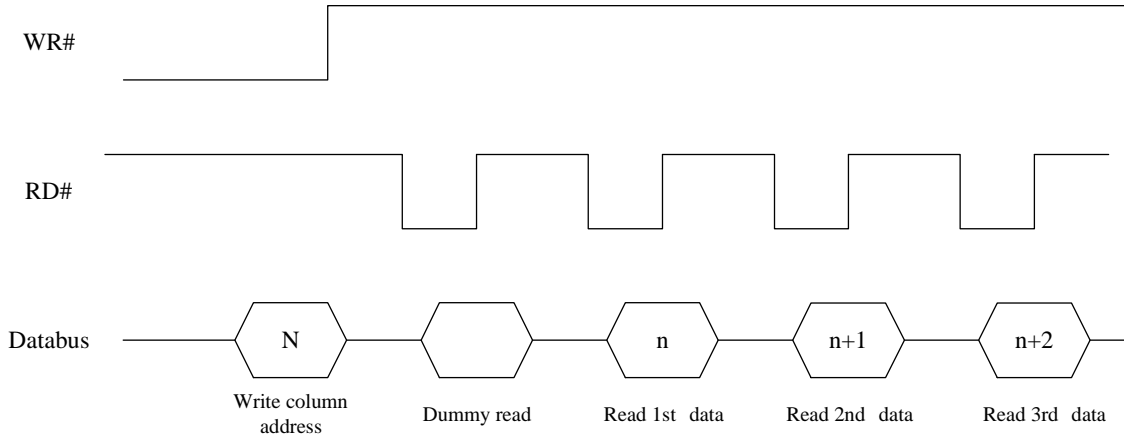 WR#
RD#
Databus
N
n
n+1
n+2
Write column
address
Dummy read
Read 1st data
Read 2nd data
Read 3rd data